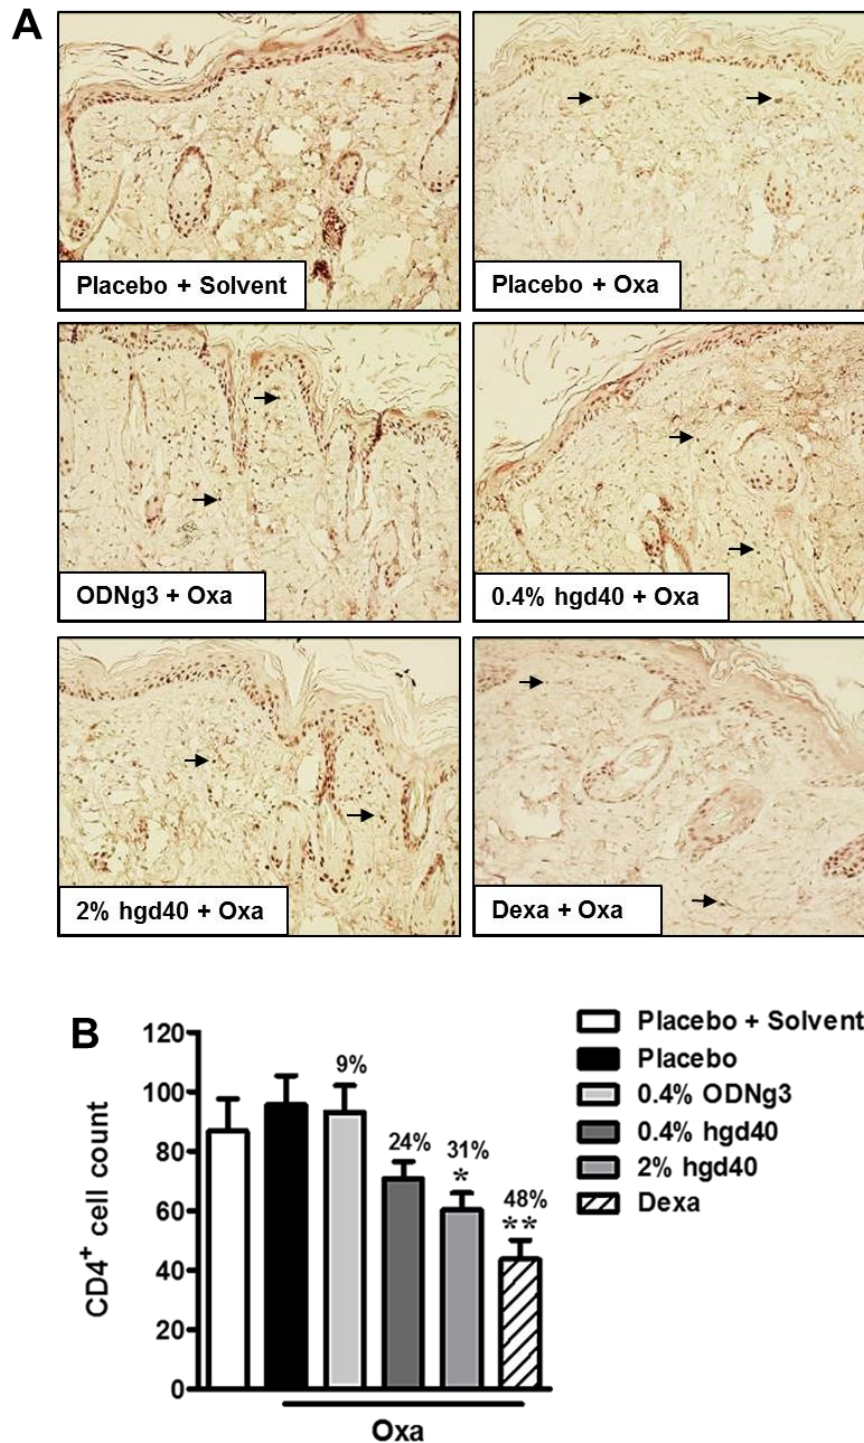 A
Placebo + Solvent
Placebo + Oxa
ODNg3 + Oxa
0.4% hgd40 + Oxa
2% hgd40 + Oxa
Dexa + Oxa
B
CD4+ cell count
120
100
80
60
40
20
0
9%
24%
31%
*
48%
**
Oxa
Placebo + Solvent
Placebo
0.4% ODNg3
0.4% hgd40
2% hgd40
Dexa